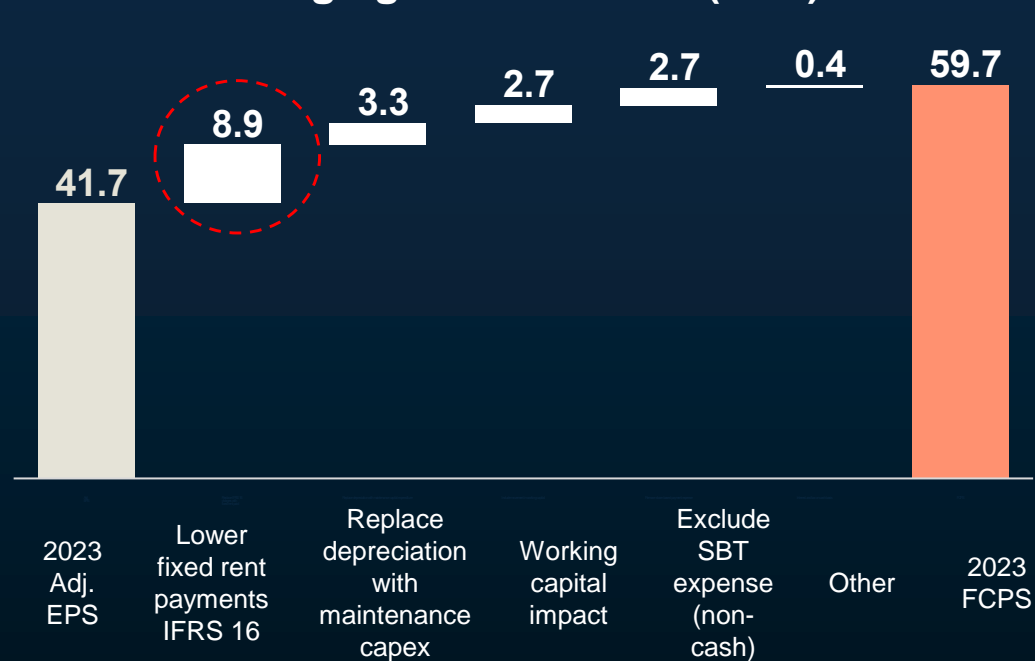 41.7
8.9
3.3
2.7
2.7
0.4
59.7
2023
Adj.
EPS
Lower
fixed rent
payments
IFRS 16
Replace
depreciation
with
maintenance
capex
Working
capital
impact
Exclude
SBT
expense
(non-
cash)
Other
2023
FCPS